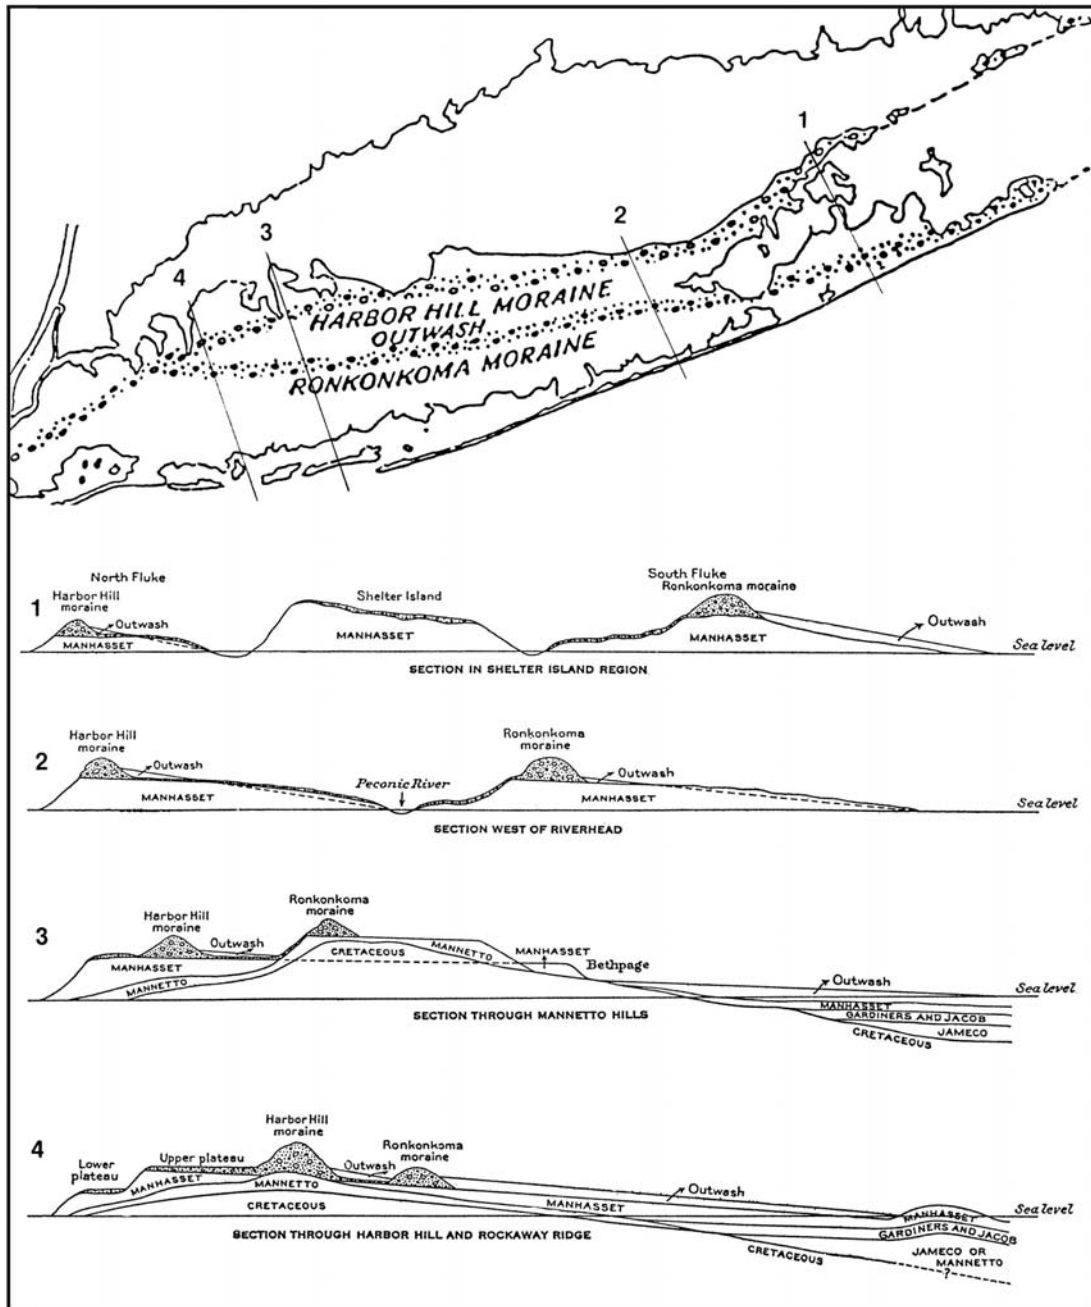 1
2
3
4
HARBOR HILL MORAINE
OUTWASH
RONKONKOMA MORAINE
1
North Fluke
Harbor Hill
moraine
Outwash
MANHASSET
Shelter Island
MANHASSET
South Fluke
Ronkonkoma moraine
MANHASSET
Outwash
Sea level
SECTION IN SHELTER ISLAND REGION
2
Harbor Hill
moraine
Outwash
MANHASSET
Peconic River
Ronkonkoma
moraine
Outwash
MANHASSET
Sea level
SECTION WEST OF RIVERHEAD
3
Harbor Hill
moraine
Outwash
MANHASSET
MANNETTO
Ronkonkoma
moraine
CRETACEOUS
MANNETTO
MANHASSET
Bethpage
Outwash
Sea level
MANHASSET
GARDINERS AND JACOB
JAMECO
CRETACEOUS
SECTION THROUGH MANNETTO HILLS
4
Lower
plateau
Upper plateau
Harbor Hill
moraine
Outwash
Ronkonkoma
moraine
MANHASSET
MANNETTO
CRETACEOUS
Outwash
MANHASSET
Sea level
MANHASSET
GARDINERS AND JACOB
CRETACEOUS
JAMECO OR
MANNETTO
?
SECTION THROUGH HARBOR HILL AND ROCKAWAY RIDGE